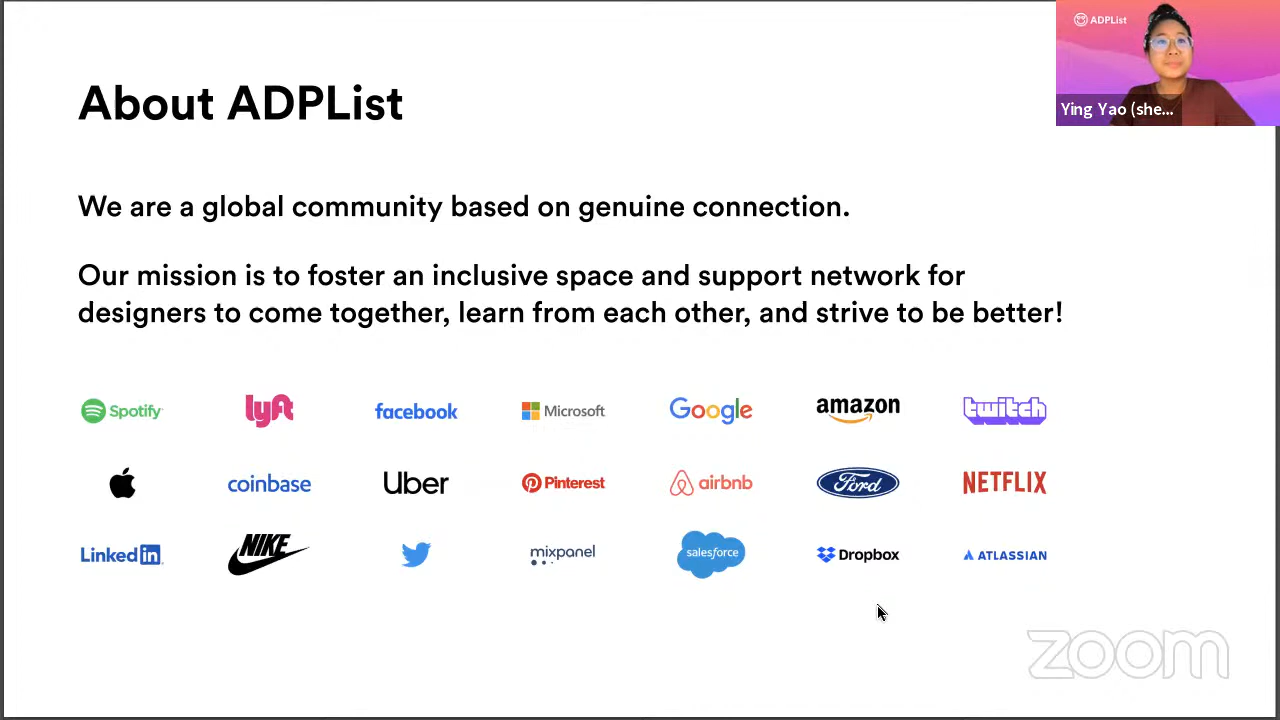 ADPList
Ying Yao (she...
About ADPList
We are a global community based on genuine connection.
Our mission is to foster an inclusive space and support network for
designers to come together, learn from each other, and strive to be better!
Spotify lyft facebook Microsoft Google amazon twitch
coinbase Uber Pinterest airbnb Ford NETFLIX
Linked in NIKE mixpanel salesforce Dropbox ATLASSIAN
zoom